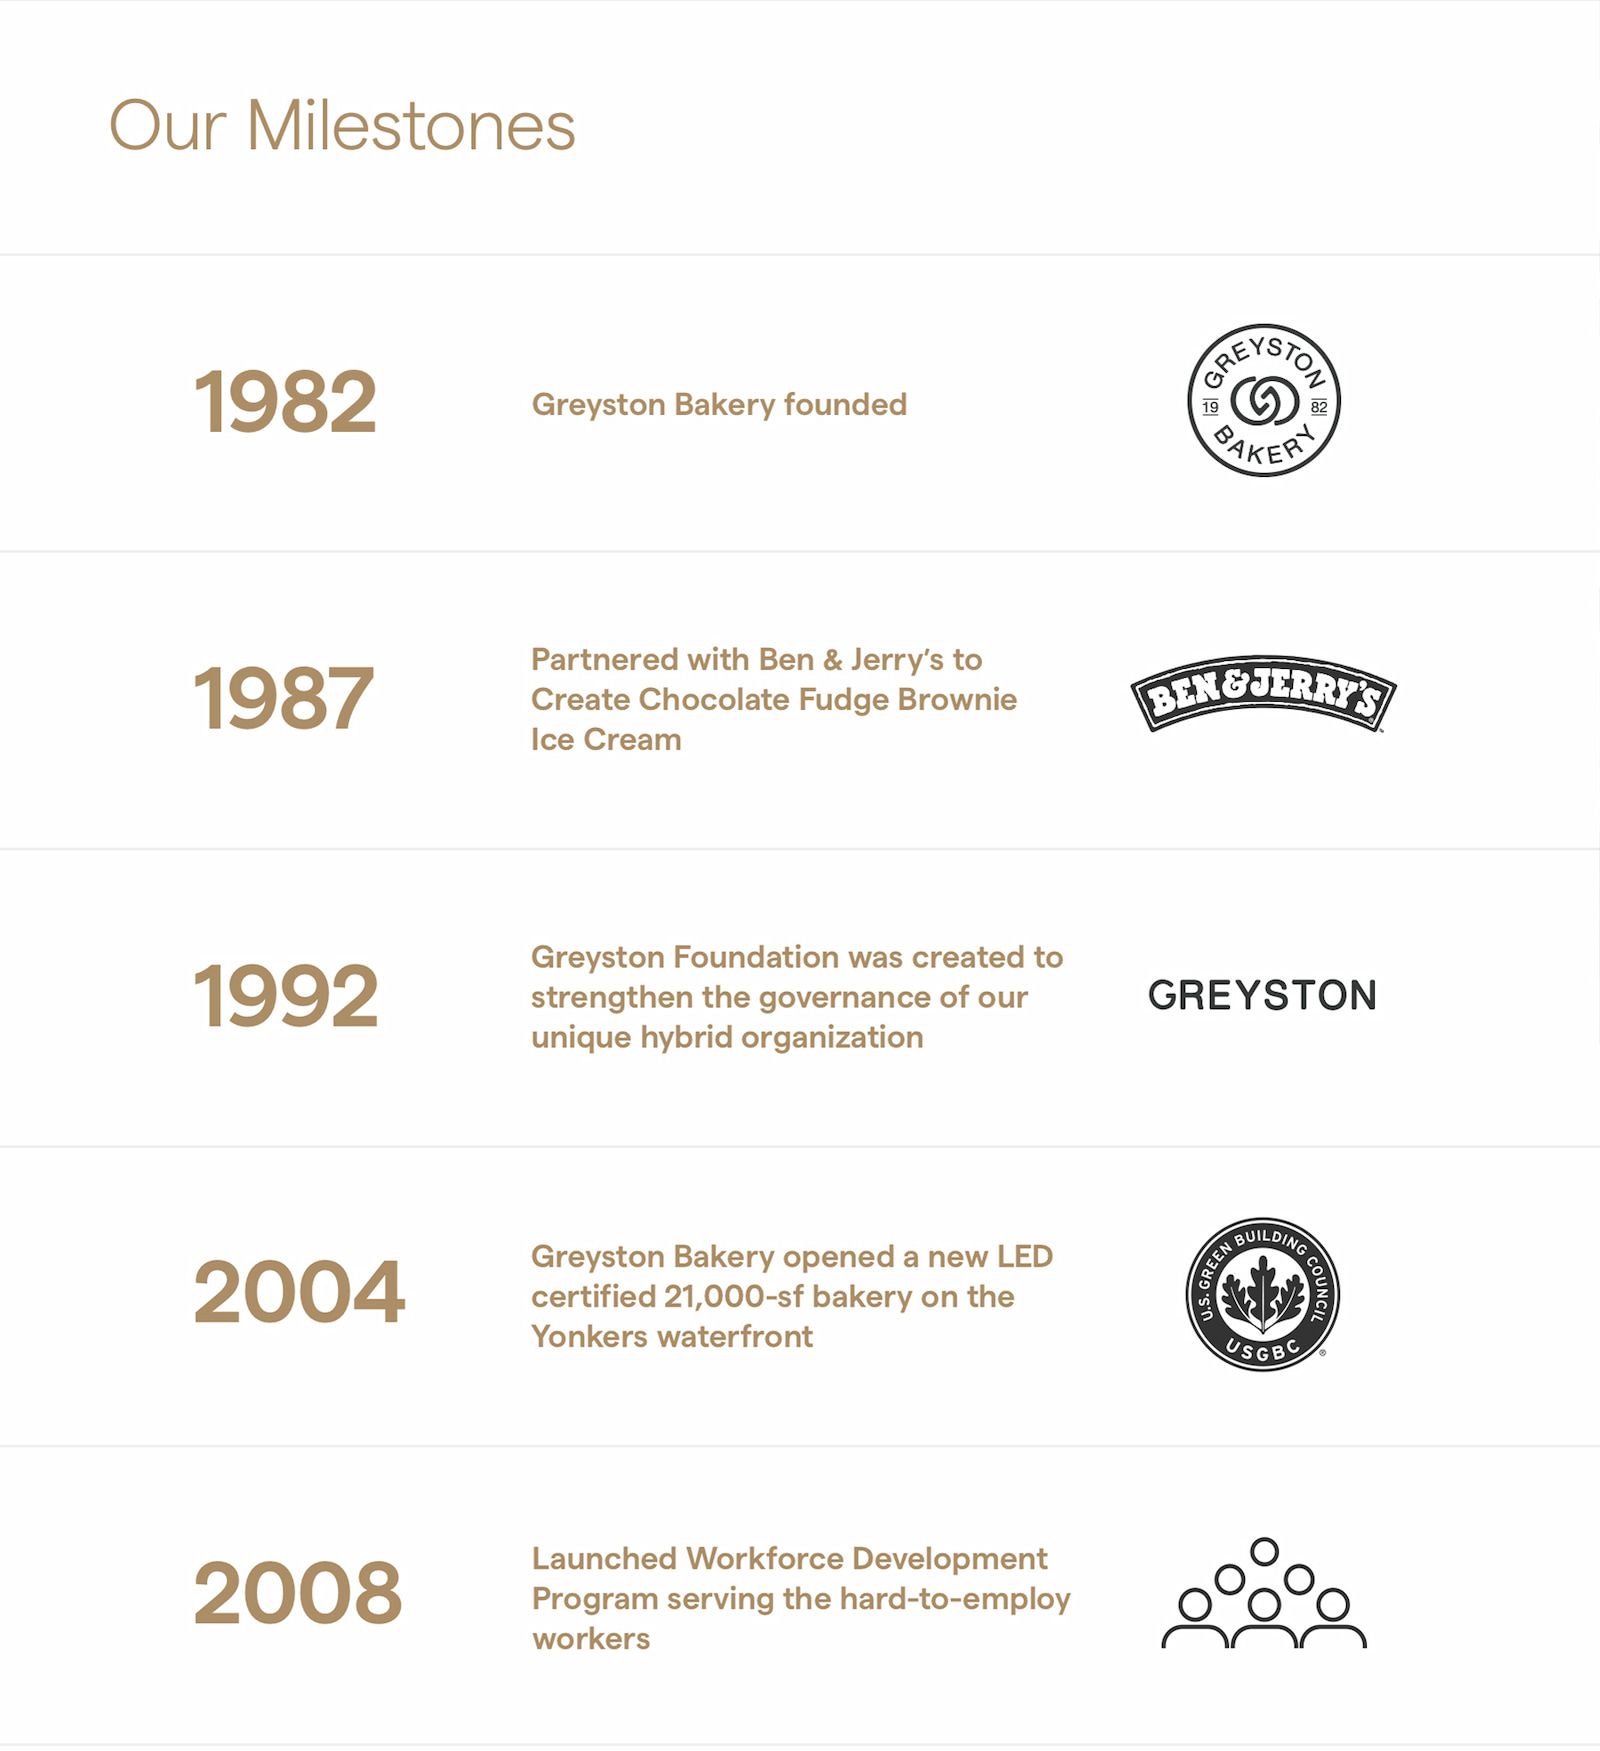 Our Milestones
1982
Greyston Bakery founded
GREYSTON
19
82
BAKERY
1987
Partnered with Ben & Jerry’s to
Create Chocolate Fudge Brownie
Ice Cream
BEN & JERRY'S
™
1992
Greyston Foundation was created to
strengthen the governance of our
unique hybrid organization
GREYSTON
2004
Greyston Bakery opened a new LED
certified 21,000-sf bakery on the
Yonkers waterfront
U.S. GREEN BUILDING COUNCIL
USGBC
®
2008
Launched Workforce Development
Program serving the hard-to-employ
workers